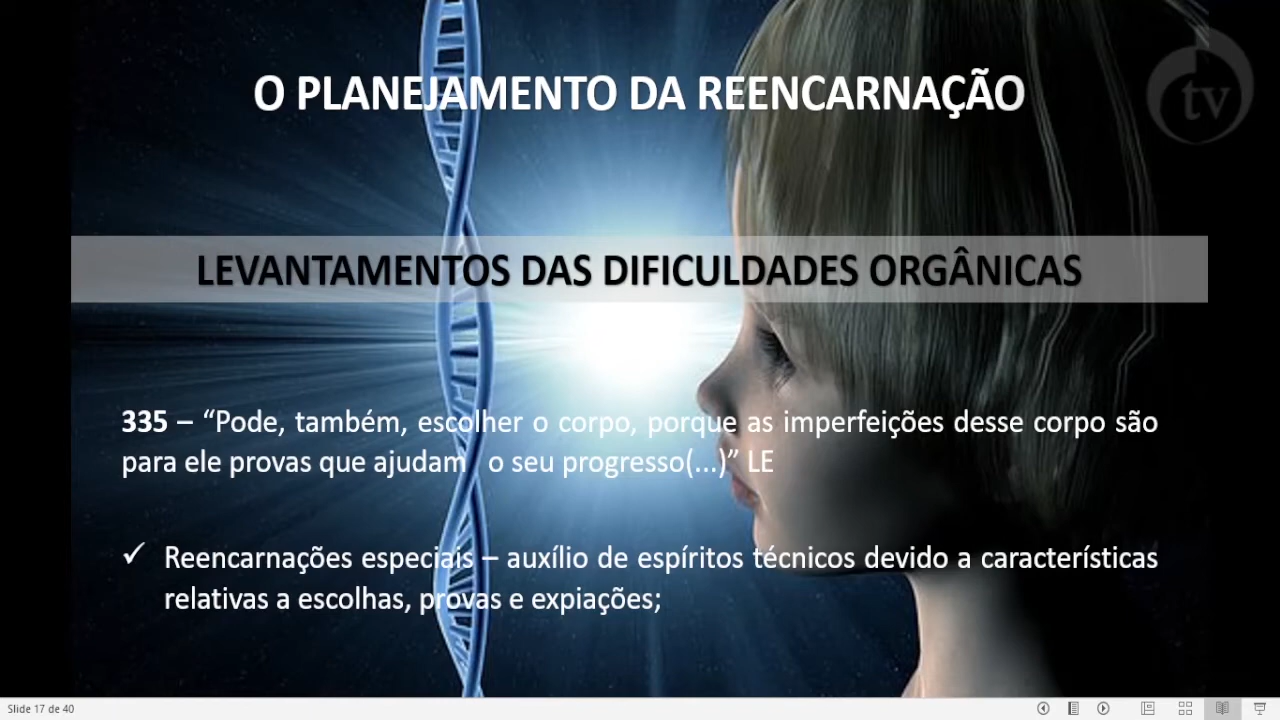 tv
O PLANEJAMENTO DA REENCARNAÇÃO
LEVANTAMENTOS DAS DIFICULDADES ORGÂNICAS
335 – “Pode, também, escolher o corpo, porque as imperfeições desse corpo são
para ele provas que ajudam o seu progresso(...)” LE
✓ Reencarnações especiais – auxílio de espíritos técnicos devido a características
relativas a escolhas, provas e expiações;
Slide 17 de 40